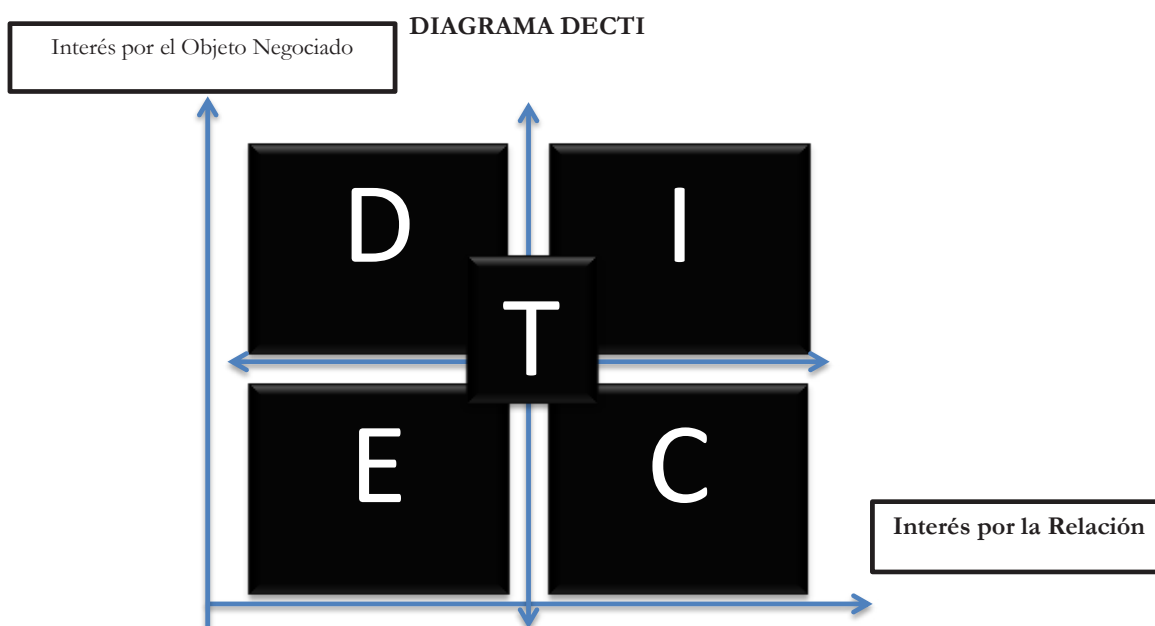 DIAGRAMA DECTI
Interés por el Objeto Negociado
D
I
T
E
C
Interés por la Relación